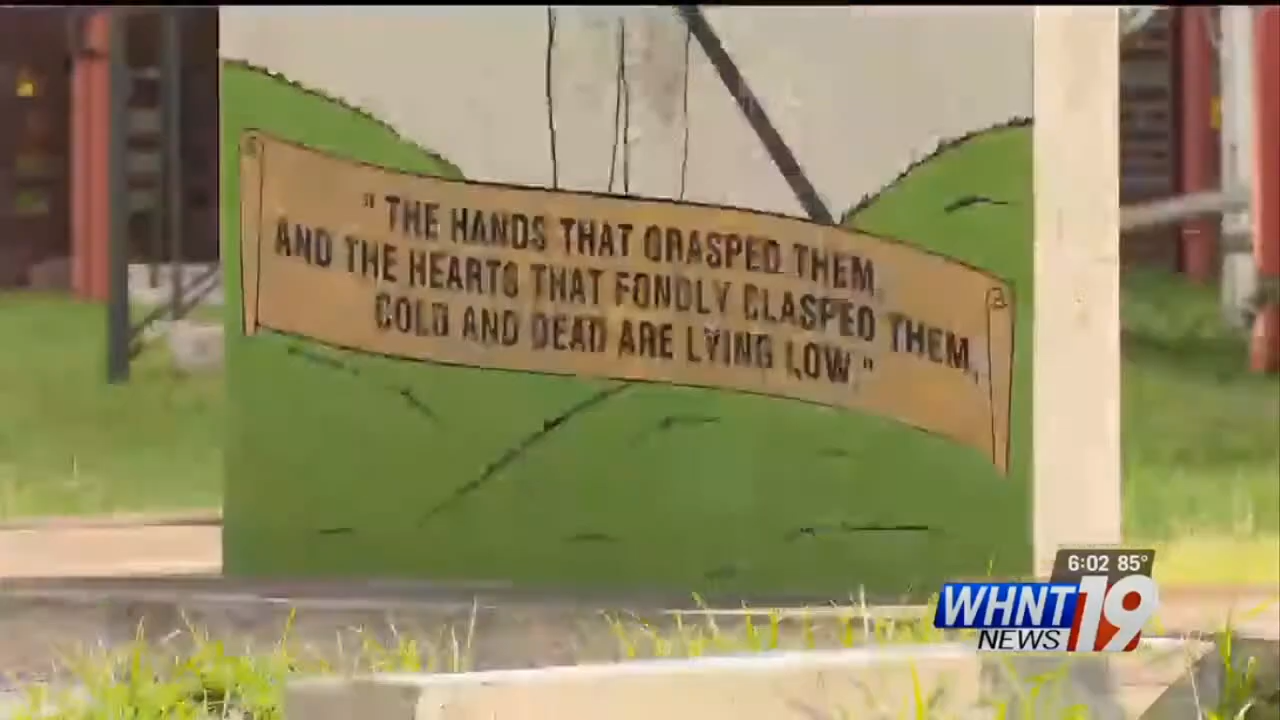 "THE HANDS THAT GRASPED THEM,
AND THE HEARTS THAT FONDLY CLASPED THEM,
COLD AND DEAD ARE LYING LOW."
6:02 85°
WHNT 19
NEWS